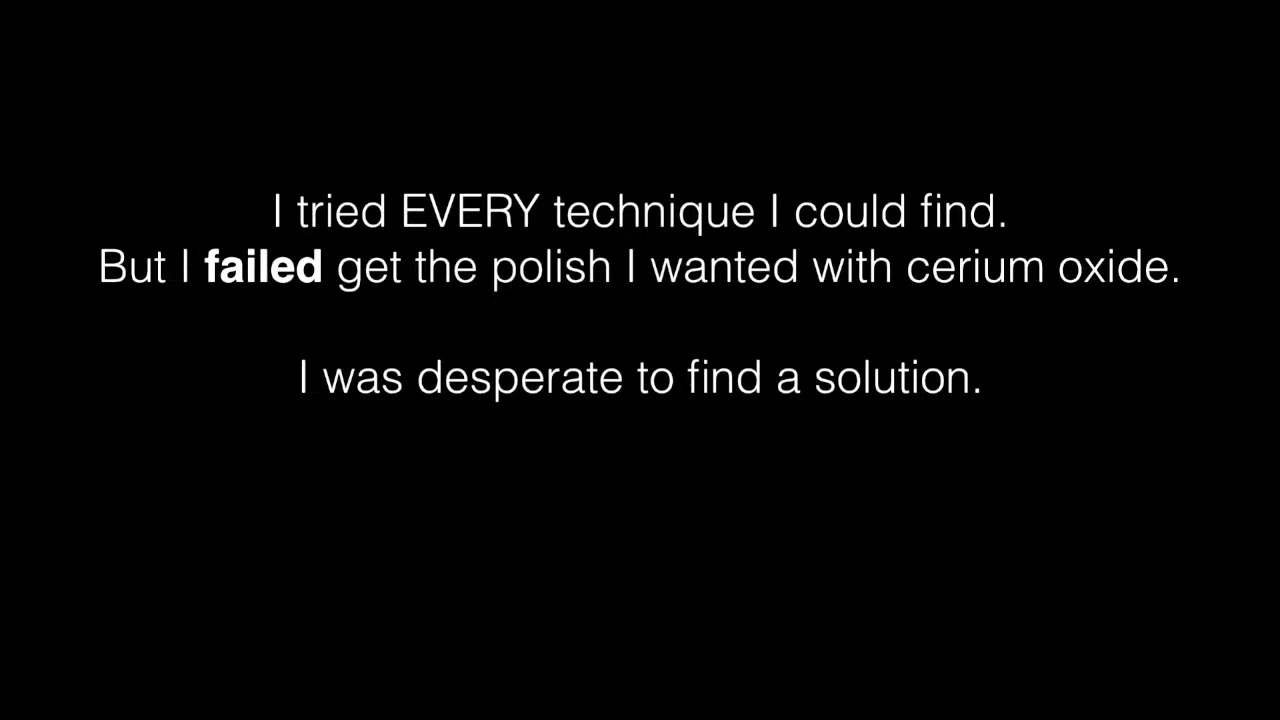 I tried EVERY technique I could find.
But I failed get the polish I wanted with cerium oxide.
I was desperate to find a solution.